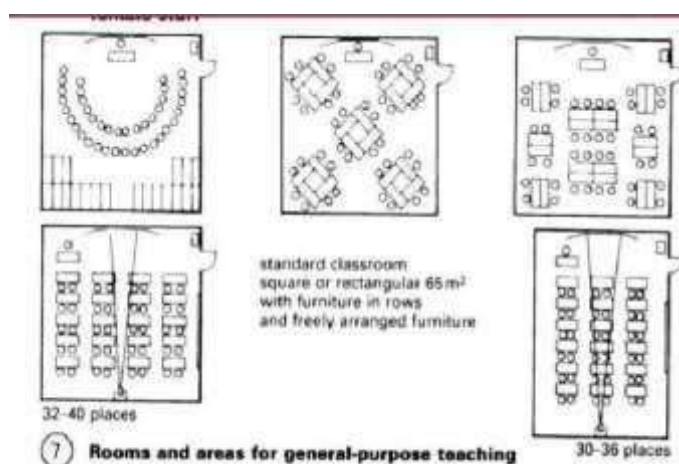 standard classroom
square or rectangular 65 m²
with furniture in rows
and freely arranged furniture
32–40 places
30–36 places
7 Rooms and areas for general-purpose teaching